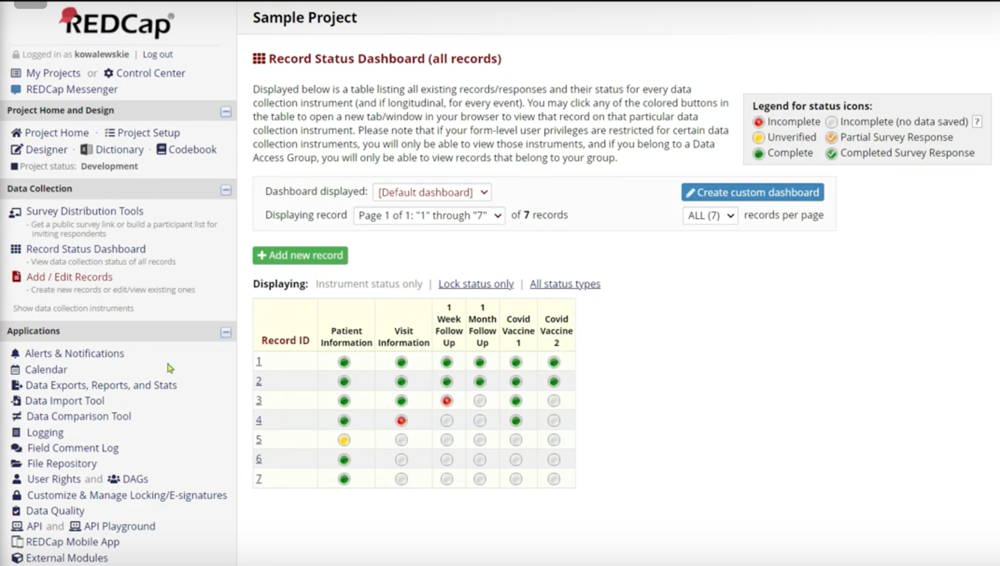 REDCap®
Logged in as kowalewskie | Log out
My Projects or Control Center
REDCap Messenger
Project Home and Design
Project Home · Project Setup
Designer · Dictionary · Codebook
Project status: Development
Data Collection
Survey Distribution Tools
- Get a public survey link or build a participant list for
inviting respondents
Record Status Dashboard
- View data collection status of all records
Add / Edit Records
- Create new records or edit/view existing ones
Show data collection instruments
Applications
Alerts & Notifications
Calendar
Data Exports, Reports, and Stats
Data Import Tool
Data Comparison Tool
Logging
Field Comment Log
File Repository
User Rights and DAGs
Customize & Manage Locking/E-signatures
Data Quality
API and API Playground
REDCap Mobile App
External Modules
Sample Project
Record Status Dashboard (all records)
Displayed below is a table listing all existing records/responses and their status for every data
collection instrument (and if longitudinal, for every event). You may click any of the colored buttons in
the table to open a new tab/window in your browser to view that record on that particular data
collection instrument. Please note that if your form-level user privileges are restricted for certain data
collection instruments, you will only be able to view those instruments, and if you belong to a Data
Access Group, you will only be able to view records that belong to your group.
Legend for status icons:
Incomplete Incomplete (no data saved) ?
Unverified Partial Survey Response
Complete Completed Survey Response
Dashboard displayed: [Default dashboard] Create custom dashboard
Displaying record Page 1 of 1: "1" through "7" of 7 records ALL (7) records per page
+ Add new record
Displaying: Instrument status only | Lock status only | All status types
Record ID
Patient
Information
Visit
Information
1
Week
Follow
Up
1
Month
Follow
Up
Covid
Vaccine
1
Covid
Vaccine
2
1
2
3
4
5
6
7